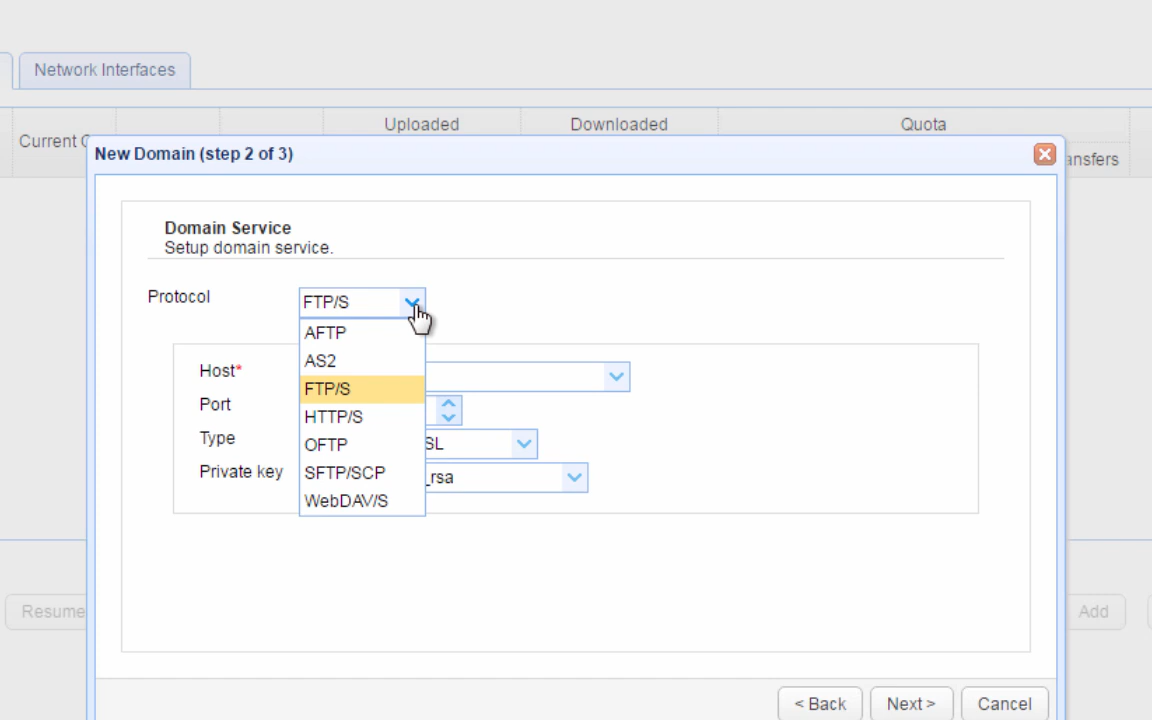 Network Interfaces
Uploaded Downloaded Quota
Current
ansfers
New Domain (step 2 of 3)
Domain Service
Setup domain service.
Protocol FTP/S
AFTP
AS2
FTP/S
HTTP/S
OFTP
SFTP/SCP
WebDAV/S
Host*
Port
Type SL
Private key _rsa
Resume Add
< Back Next > Cancel